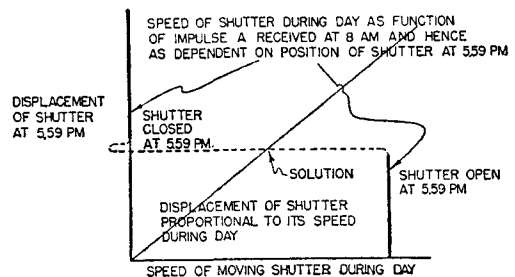 SPEED OF SHUTTER DURING DAY AS FUNCTION
OF IMPULSE A RECEIVED AT 8 AM AND HENCE
AS DEPENDENT ON POSITION OF SHUTTER AT 5,59 PM
DISPLACEMENT
OF SHUTTER
AT 5,59 PM
SHUTTER
CLOSED
AT 5:59 PM.
SOLUTION
SHUTTER OPEN
AT 5:59 PM
DISPLACEMENT OF SHUTTER
PROPORTIONAL TO ITS SPEED
DURING DAY
SPEED OF MOVING SHUTTER DURING DAY